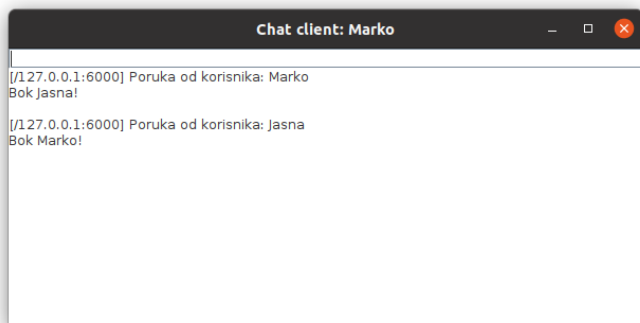 Chat client: Marko
[/127.0.0.1:6000] Poruka od korisnika: Marko
Bok Jasna!
[/127.0.0.1:6000] Poruka od korisnika: Jasna
Bok Marko!